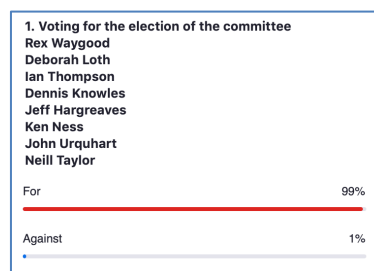 1. Voting for the election of the committee
Rex Waygood
Deborah Loth
Ian Thompson
Dennis Knowles
Jeff Hargreaves
Ken Ness
John Urquhart
Neill Taylor
For 99%
Against 1%